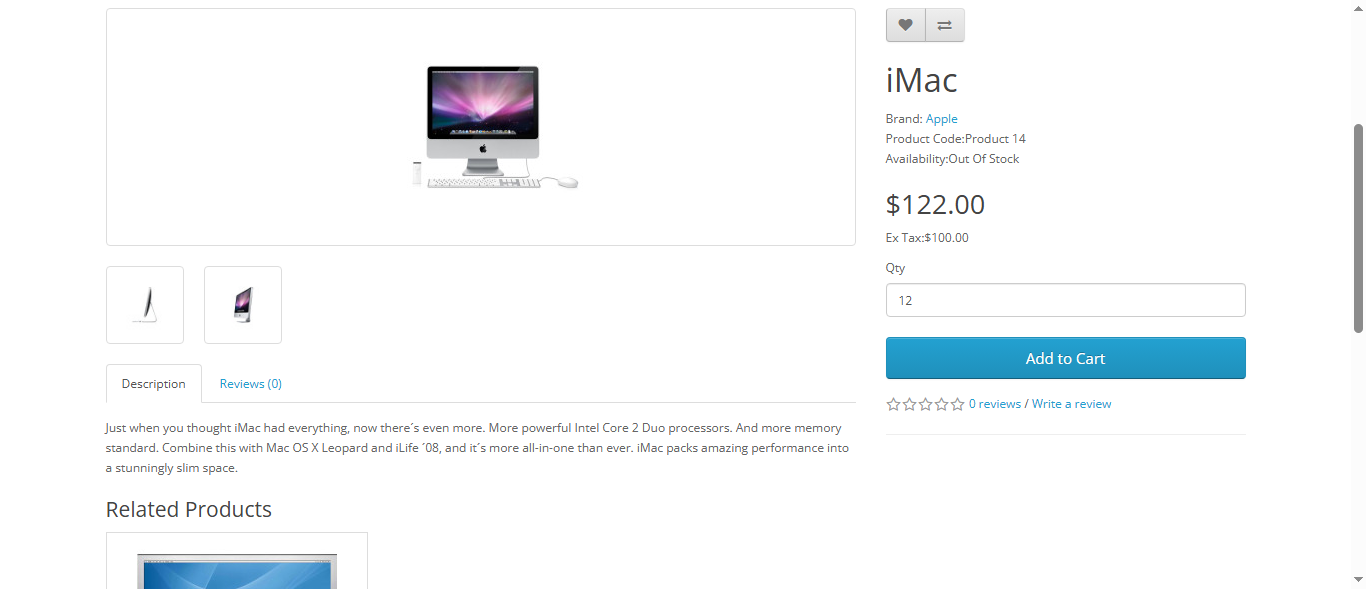 iMac
Brand: Apple
Product Code:Product 14
Availability:Out Of Stock
$122.00
Ex Tax:$100.00
Qty
12
Add to Cart
0 reviews / Write a review
Description
Reviews (0)
Just when you thought iMac had everything, now there´s even more. More powerful Intel Core 2 Duo processors. And more memory
standard. Combine this with Mac OS X Leopard and iLife ´08, and it´s more all-in-one than ever. iMac packs amazing performance into
a stunningly slim space.
Related Products